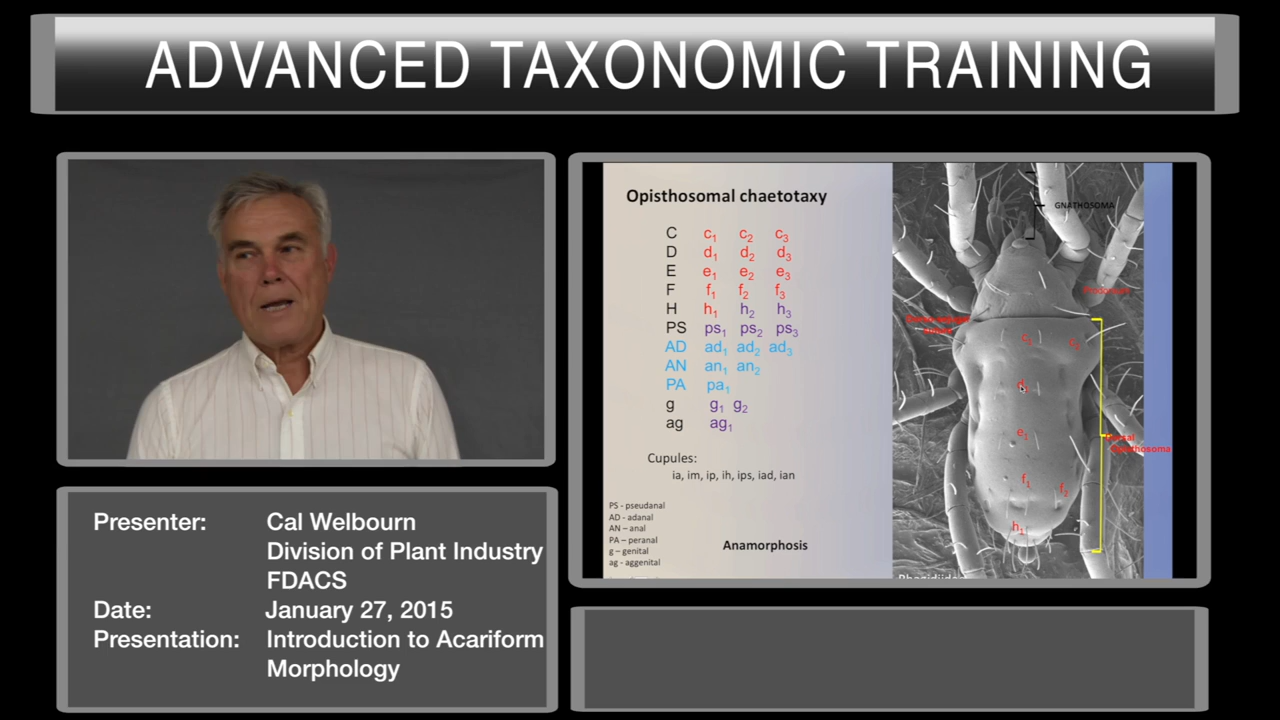 ADVANCED TAXONOMIC TRAINING
Opisthosomal chaetotaxy
C c1 c2 c3
D d1 d2 d3
E e1 e2 e3
F f1 f2 f3
H h1 h2 h3
PS ps1 ps2 ps3
AD ad1 ad2 ad3
AN an1 an2
PA pa1
g g1 g2
ag ag1
Cupules:
ia, im, ip, ih, ips, iad, ian
PS - pseudanal
AD - adanal
AN – anal
PA – peranal
g – genital
ag - aggenital
Anamorphosis
GNATHOSOMA
c1 c2
e1
f1 f2
h1
Presenter: Cal Welbourn
Division of Plant Industry
FDACS
Date: January 27, 2015
Presentation: Introduction to Acariform
Morphology